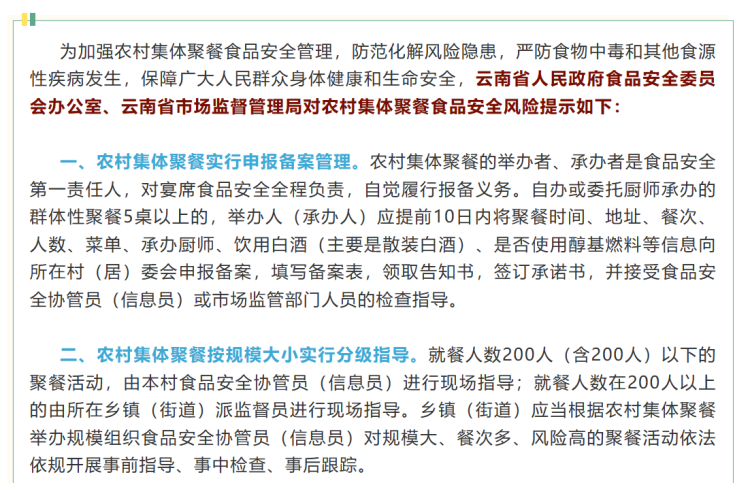 为加强农村集体聚餐食品安全管理，防范化解风险隐患，严防食物中毒和其他食源
性疾病发生，保障广大人民群众身体健康和生命安全，云南省人民政府食品安全委员
会办公室、云南省市场监督管理局对农村集体聚餐食品安全风险提示如下：
一、农村集体聚餐实行申报备案管理。农村集体聚餐的举办者、承办者是食品安全
第一责任人，对宴席食品安全全程负责，自觉履行报备义务。自办或委托厨师承办的
群体性聚餐5桌以上的，举办人（承办人）应提前10日内将聚餐时间、地址、餐次、
人数、菜单、承办厨师、饮用白酒（主要是散装白酒）、是否使用醇基燃料等信息向
所在村（居）委会申报备案，填写备案表，领取告知书，签订承诺书，并接受食品安
全协管员（信息员）或市场监管部门人员的检查指导。
二、农村集体聚餐按规模大小实行分级指导。就餐人数200人（含200人）以下的
聚餐活动，由本村食品安全协管员（信息员）进行现场指导；就餐人数在200人以上
的由所在乡镇（街道）派监督员进行现场指导。乡镇（街道）应当根据农村集体聚餐
举办规模组织食品安全协管员（信息员）对规模大、餐次多、风险高的聚餐活动依法
依规开展事前指导、事中检查、事后跟踪。